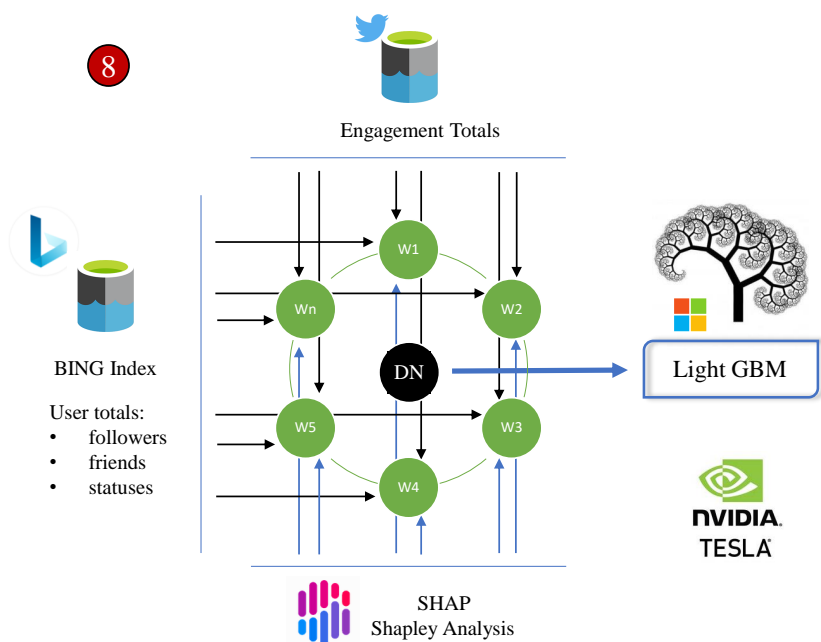 8
Engagement Totals
W1
Wn
W2
BING Index
DN
Light GBM
User totals:
• followers
• friends
• statuses
W5
W3
W4
NVIDIA.
TESLA
SHAP
Shapley Analysis